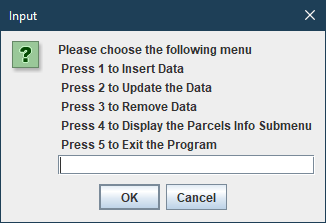 Input
Please choose the following menu
Press 1 to Insert Data
Press 2 to Update the Data
Press 3 to Remove Data
Press 4 to Display the Parcels Info Submenu
Press 5 to Exit the Program
OK
Cancel